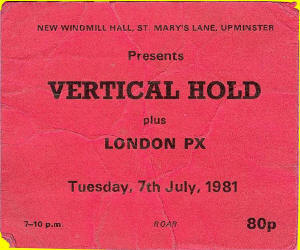 NEW WINDMILL HALL, ST. MARY'S LANE, UPMINSTER
Presents
VERTICAL HOLD
plus
LONDON PX
Tuesday, 7th July, 1981
7-10 p.m. ROAR 80p